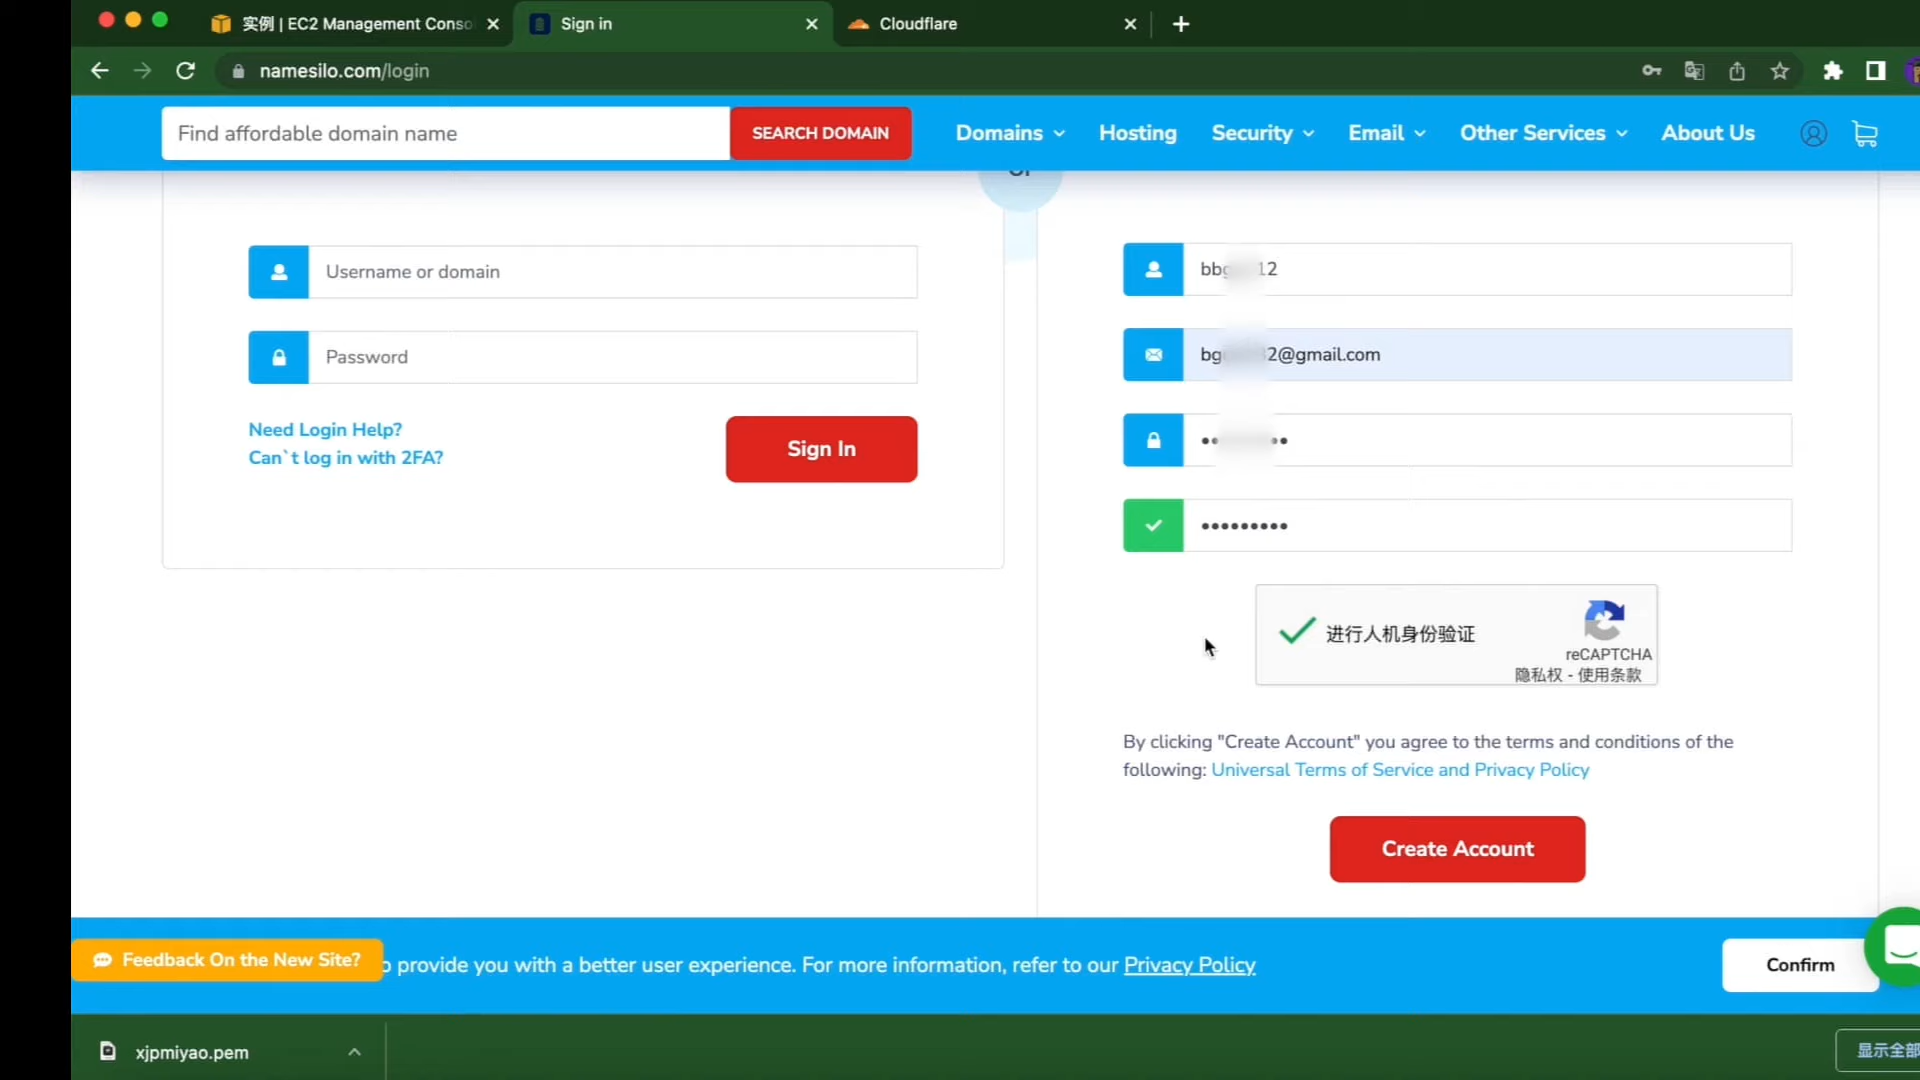 实例 | EC2 Management Conso
Sign in
Cloudflare
namesilo.com/login
Find affordable domain name
SEARCH DOMAIN
Domains
Hosting
Security
Email
Other Services
About Us
Username or domain
Password
Need Login Help?
Can`t log in with 2FA?
Sign In
2@gmail.com
进行人机身份验证
reCAPTCHA
隐私权 - 使用条款
By clicking "Create Account" you agree to the terms and conditions of the
following: Universal Terms of Service and Privacy Policy
Create Account
Feedback On the New Site?
provide you with a better user experience. For more information, refer to our Privacy Policy
Confirm
xjpmiyao.pem
显示全部